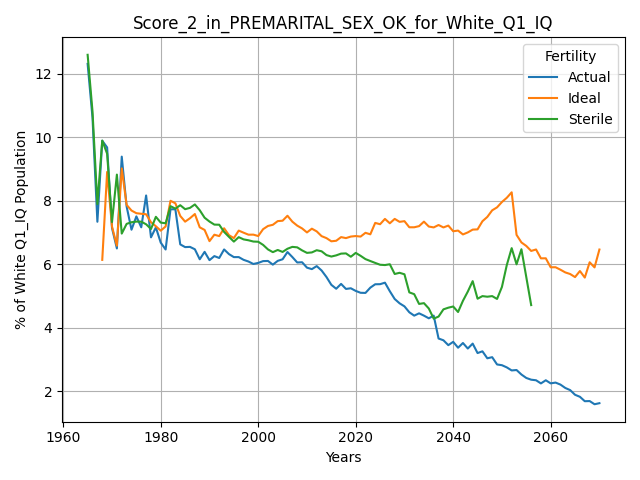 Score_2_in_PREMARITAL_SEX_OK_for_White_Q1_IQ
Fertility
Actual
Ideal
Sterile
% of White Q1_IQ Population
12
10
8
6
4
2
1960
1980
2000
2020
2040
2060
Years